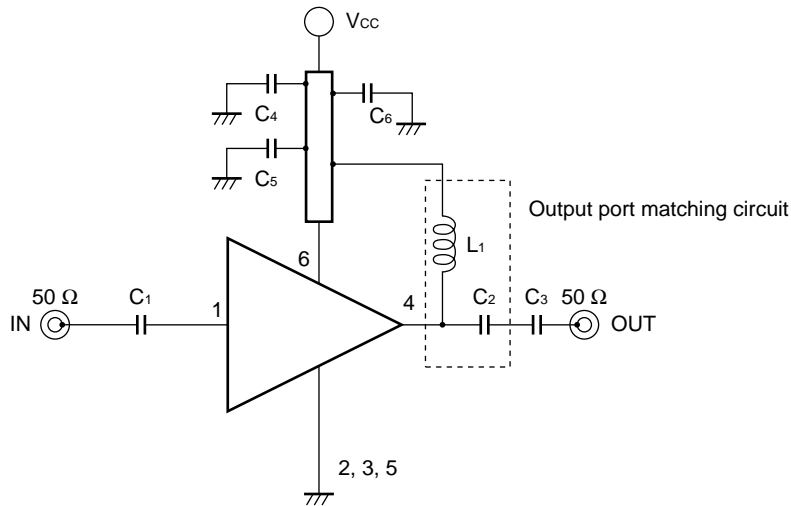 VCC
C4
C6
C5
Output port matching circuit
L1
6
50 Ω
C1
1
4
C2
C3
50 Ω
IN
OUT
2, 3, 5